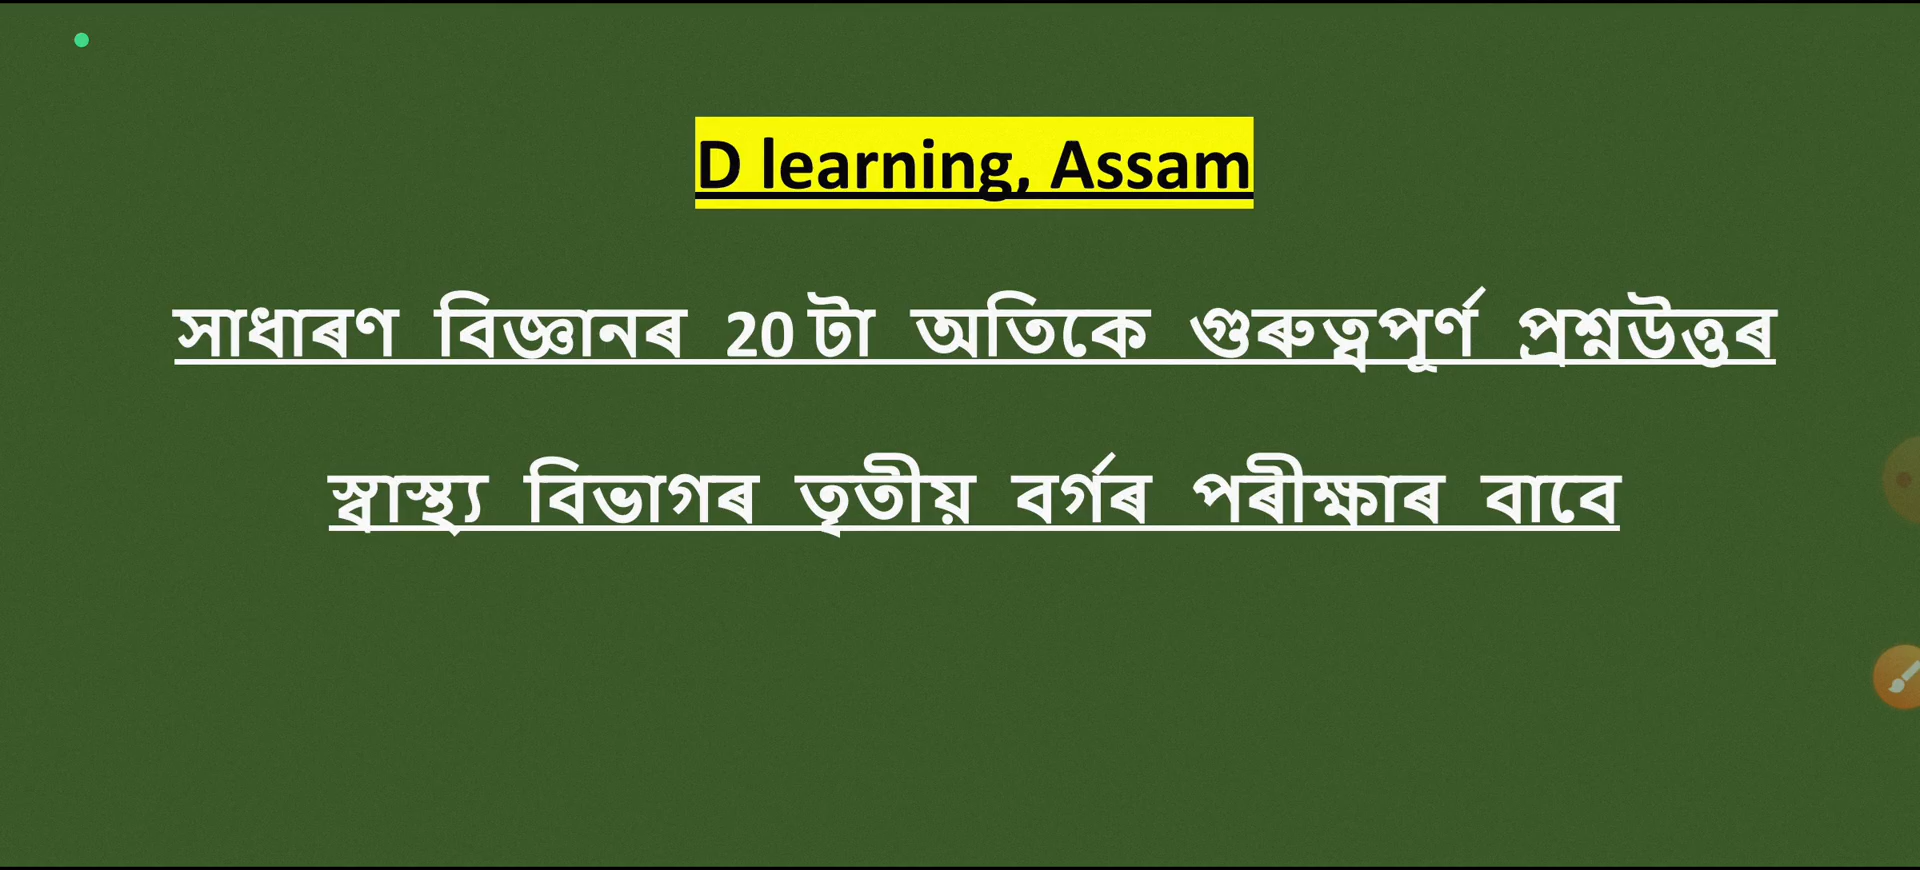 D learning, Assam
সাধাৰণ বিজ্ঞানৰ 20 টা অতিকে গুৰুত্বপূৰ্ণ প্ৰশ্নউত্তৰ
স্বাস্থ্য বিভাগৰ তৃতীয় বৰ্গৰ পৰীক্ষাৰ বাবে